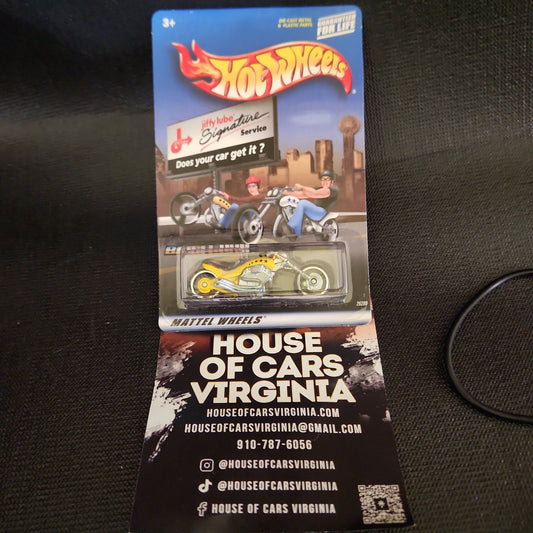 3+
DIE-CAST METAL
& PLASTIC PARTS
GUARANTEED
FOR LIFE
HOT WHEELS
jiffy lube
Signature
Service
Does your car get it?
MATTEL WHEELS
HOUSE
OF CARS
VIRGINIA
HOUSEOFCARSVIRGINIA.COM
HOUSEOFCARSVIRGINIA@GMAIL.COM
910-787-6056
@HOUSEOFCARSVIRGINIA
@HOUSEOFCARSVIRGINIA
HOUSE OF CARS VIRGINIA